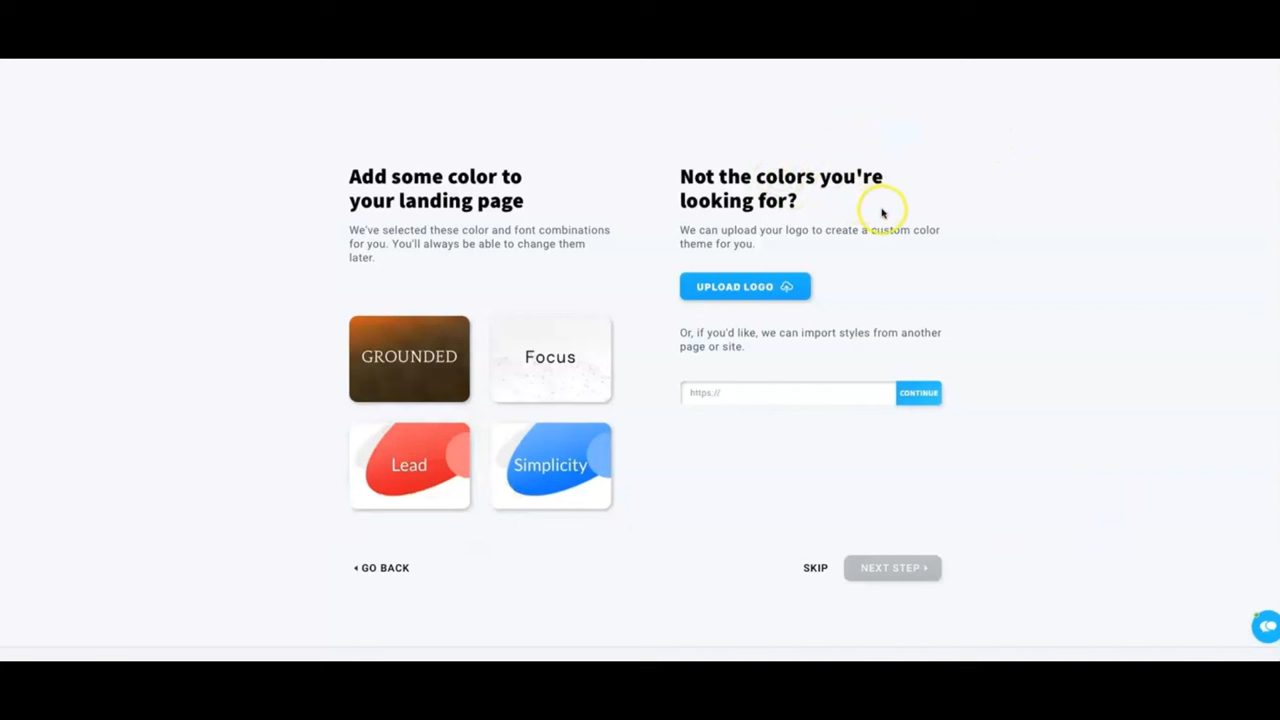 Add some color to
your landing page
We've selected these color and font combinations
for you. You'll always be able to change them
later.
GROUNDED
Focus
Lead
Simplicity
Not the colors you're
looking for?
We can upload your logo to create a custom color
theme for you.
UPLOAD LOGO
Or, if you'd like, we can import styles from another
page or site.
https://
CONTINUE
GO BACK
SKIP
NEXT STEP